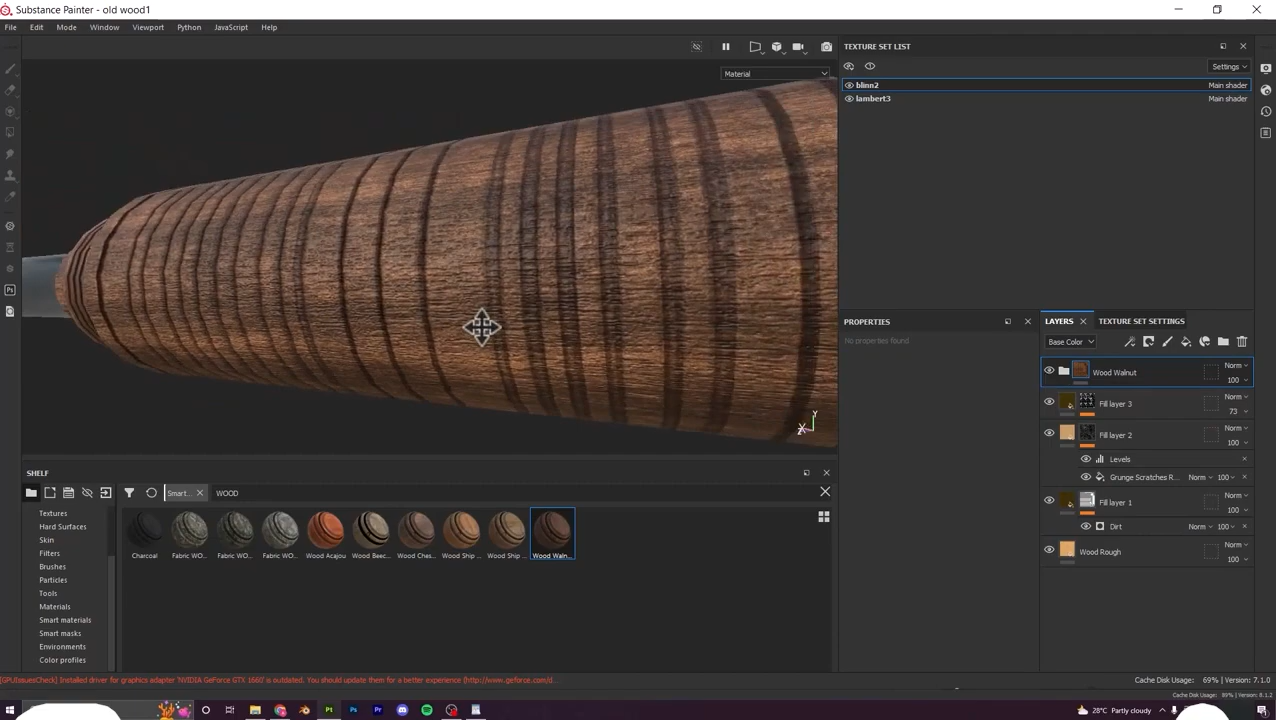 Substance Painter - old wood1
File Edit Mode Window Viewport Python JavaScript Help
Material
TEXTURE SET LIST
Settings
blinn2 Main shader
lambert3 Main shader
PROPERTIES
No properties found
LAYERS TEXTURE SET SETTINGS
Base Color
Wood Walnut Norm 100
Fill layer 3 Norm 73
Fill layer 2 Norm 100
Levels
Grunge Scratches R... Norm 100
Fill layer 1 Norm 100
Dirt Norm 100
Wood Rough Norm 100
Y
X
SHELF
Smart... WOOD
Textures
Hard Surfaces
Skin
Filters
Brushes
Particles
Tools
Materials
Smart materials
Smart masks
Environments
Color profiles
Charcoal Fabric WO... Fabric WO... Fabric WO... Wood Acajou Wood Beec... Wood Ches... Wood Ship ... Wood Ship ... Wood Waln...
[GPUIssuesCheck] Installed driver for graphics adapter 'NVIDIA GeForce GTX 1660' is outdated. You should update them for a better experience (http://www.geforce.com/d...
Cache Disk Usage: 69% | Version: 7.1.0
Ps
Pt Ps Pr
28°C Partly cloudy